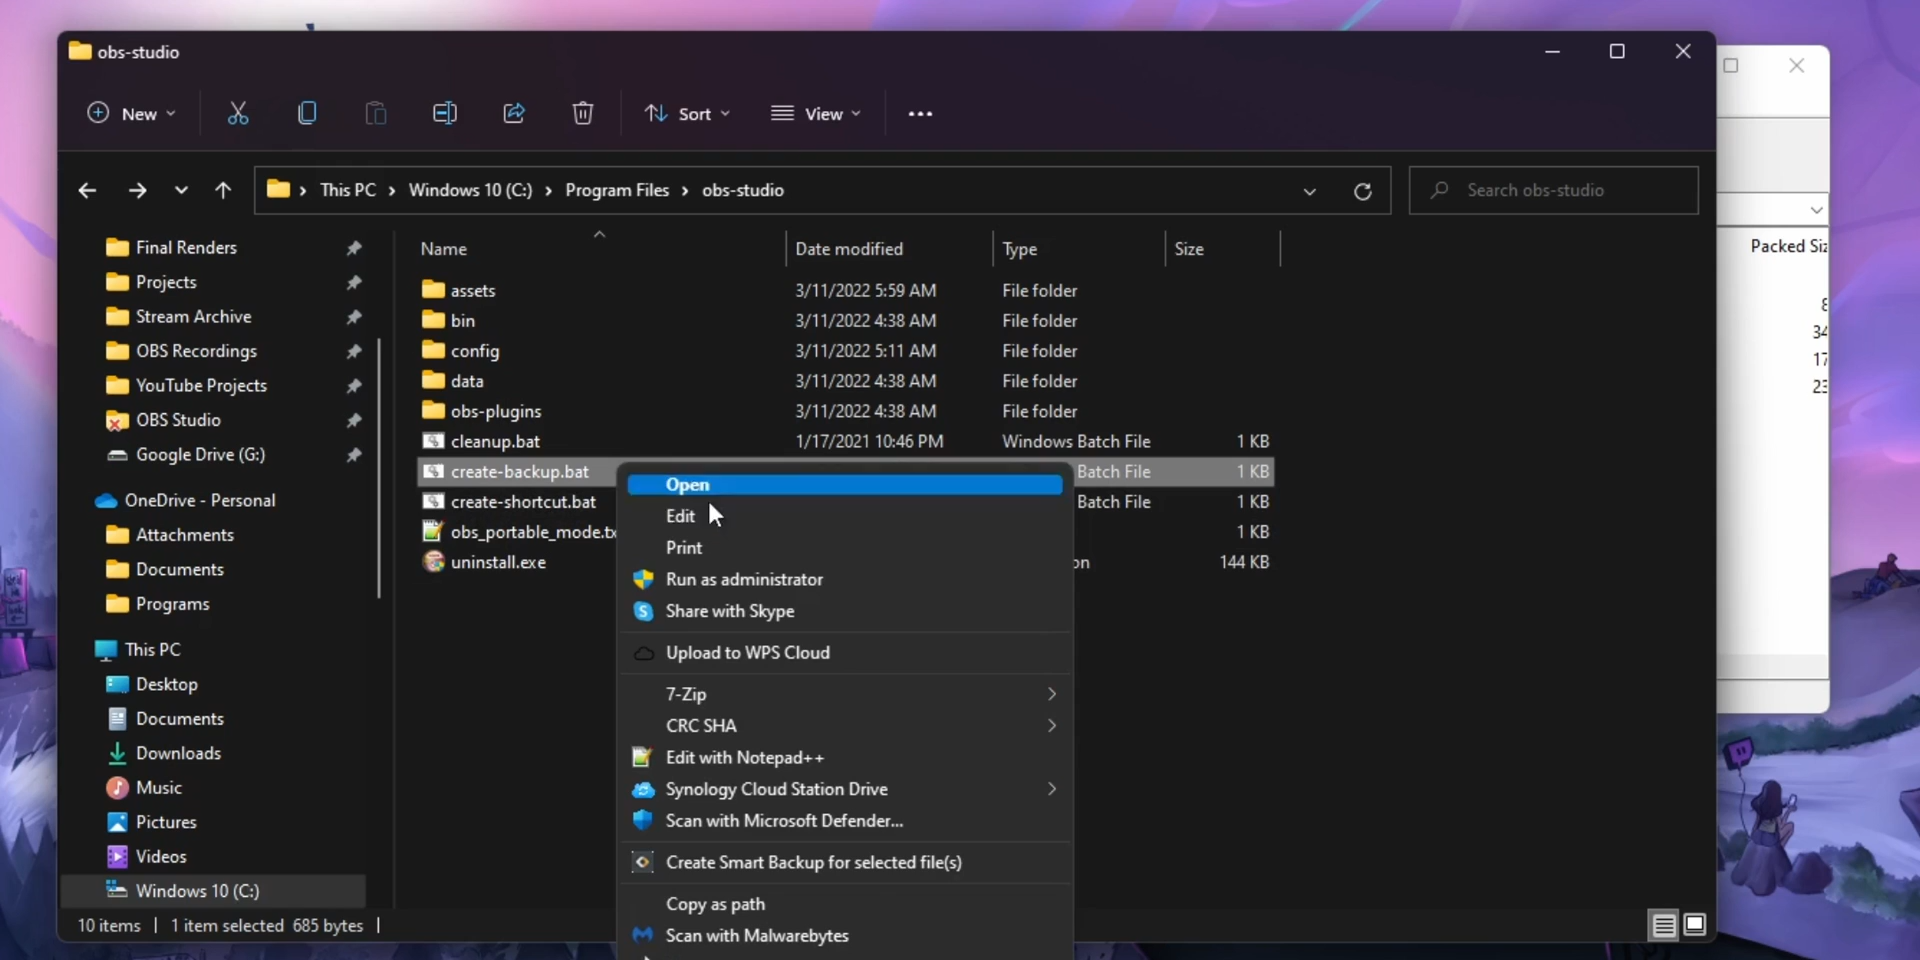 obs-studio
New
Sort
View
This PC > Windows 10 (C:) > Program Files > obs-studio
Search obs-studio
Final Renders
Projects
Stream Archive
OBS Recordings
YouTube Projects
OBS Studio
Google Drive (G:)
OneDrive - Personal
Attachments
Documents
Programs
This PC
Desktop
Documents
Downloads
Music
Pictures
Videos
Windows 10 (C:)
Name Date modified Type Size
assets 3/11/2022 5:59 AM File folder
bin 3/11/2022 4:38 AM File folder
config 3/11/2022 5:11 AM File folder
data 3/11/2022 4:38 AM File folder
obs-plugins 3/11/2022 4:38 AM File folder
cleanup.bat 1/17/2021 10:46 PM Windows Batch File 1 KB
create-backup.bat Batch File 1 KB
create-shortcut.bat Batch File 1 KB
obs_portable_mode.tx 1 KB
uninstall.exe on 144 KB
Open
Edit
Print
Run as administrator
Share with Skype
Upload to WPS Cloud
7-Zip
CRC SHA
Edit with Notepad++
Synology Cloud Station Drive
Scan with Microsoft Defender...
Create Smart Backup for selected file(s)
Copy as path
Scan with Malwarebytes
10 items | 1 item selected 685 bytes |
Packed Siz
8
34
17
23